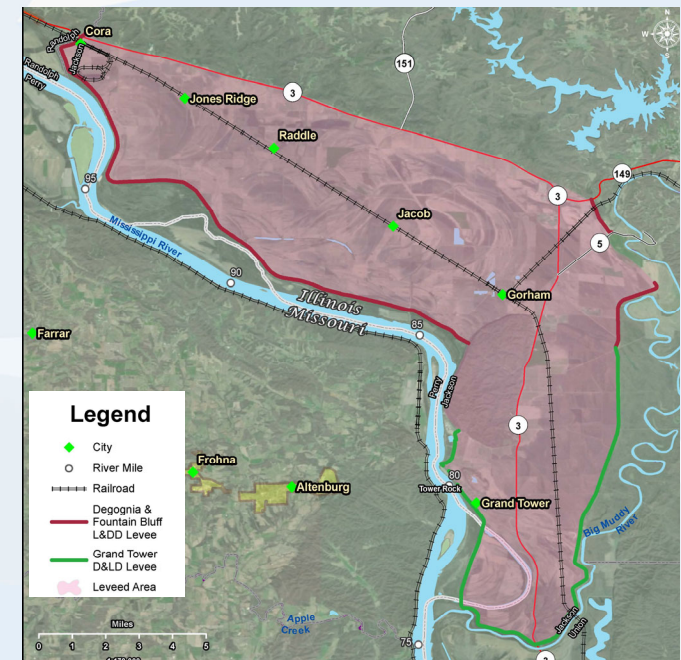 N
W
Cora
Randolph
Jackson
Randolph
Perry
151
3
Jones Ridge
Raddle
149
3
95
Jacob
5
Mississippi River
90
Gorham
Illinois
Missouri
85
Farrar
Perry
Jackson
3
Legend
City
River Mile
Railroad
Degognia &
Fountain Bluff
L&DD Levee
Grand Tower
D&LD Levee
Leveed Area
Miles
0 1 2 3 4 5
Frohna
Altenburg
80
Tower Rock
Grand Tower
Big Muddy
River
Apple
Creek
Jackson
Union
75
3